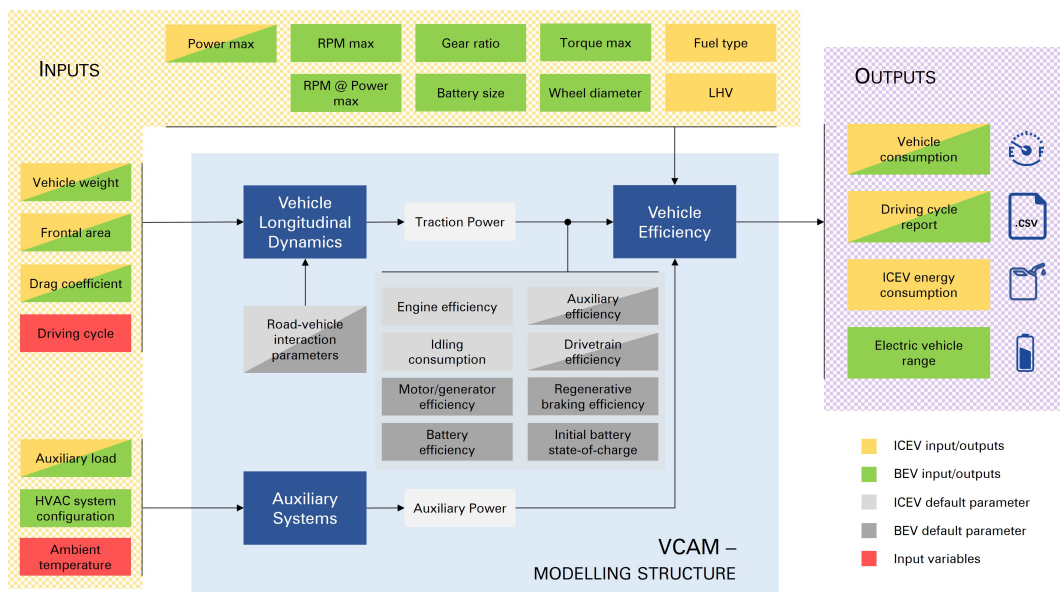 INPUTS
Power max
RPM max
Gear ratio
Torque max
Fuel type
RPM @ Power
max
Battery size
Wheel diameter
LHV
Vehicle weight
Frontal area
Drag coefficient
Driving cycle
Auxiliary load
HVAC system
configuration
Ambient
temperature
Vehicle
Longitudinal
Dynamics
Traction Power
Vehicle
Efficiency
Road-vehicle
interaction
parameters
Engine efficiency
Auxiliary
efficiency
Idling
consumption
Drivetrain
efficiency
Motor/generator
efficiency
Regenerative
braking efficiency
Battery
efficiency
Initial battery
state-of-charge
Auxiliary
Systems
Auxiliary Power
VCAM –
MODELLING STRUCTURE
OUTPUTS
Vehicle
consumption
E F
Driving cycle
report
.CSV
ICEV energy
consumption
Electric vehicle
range
ICEV input/outputs
BEV input/outputs
ICEV default parameter
BEV default parameter
Input variables